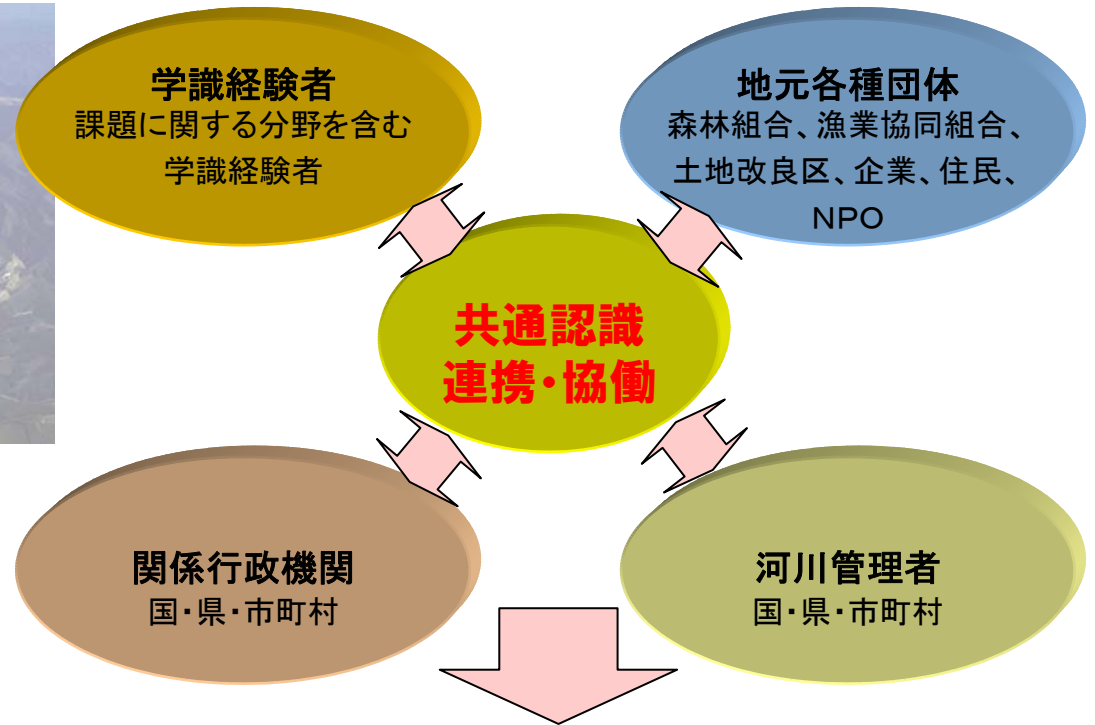 学識経験者
課題に関する分野を含む
学識経験者
地元各種団体
森林組合、漁業協同組合、
土地改良区、企業、住民、
NPO
共通認識
連携・協働
関係行政機関
国・県・市町村
河川管理者
国・県・市町村